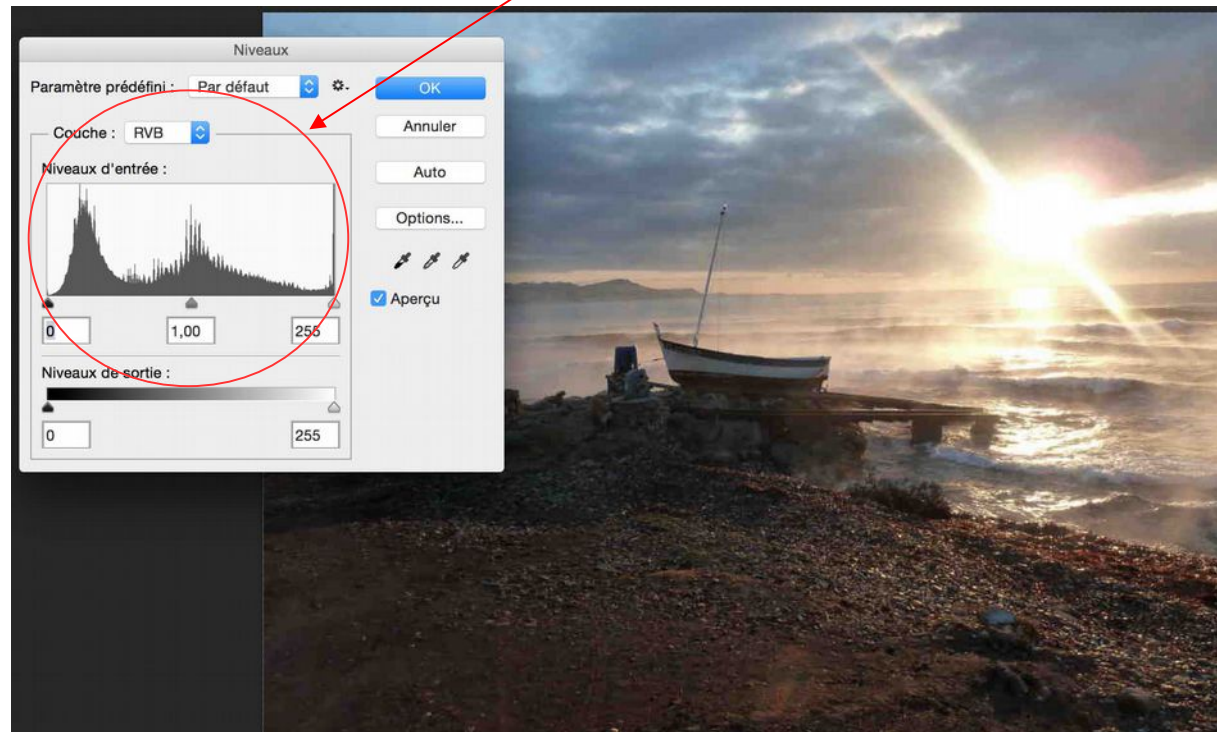 Niveaux
Paramètre prédéfini : Par défaut
OK
Couche : RVB
Annuler
Niveaux d'entrée :
Auto
Options...
Aperçu
0 1,00 255
Niveaux de sortie :
0 255